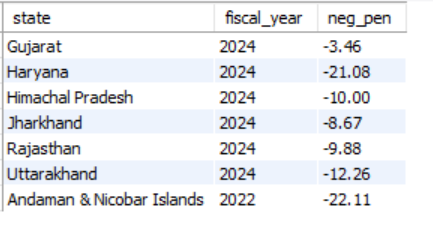 state fiscal_year neg_pen
Gujarat 2024 -3.46
Haryana 2024 -21.08
Himachal Pradesh 2024 -10.00
Jharkhand 2024 -8.67
Rajasthan 2024 -9.88
Uttarakhand 2024 -12.26
Andaman & Nicobar Islands 2022 -22.11